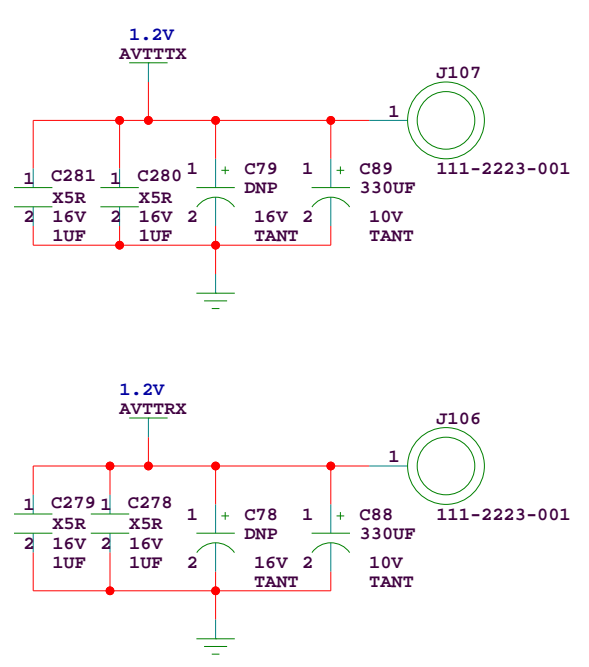 1.2V
AVTTTX
J107
1
111-2223-001
1 C281 1 C280 1 + C79 1 + C89
X5R X5R DNP 330UF
2 16V 2 16V 2 16V 2 10V
1UF 1UF TANT TANT
1.2V
AVTTRX
J106
1
111-2223-001
1 C279 1 C278 1 + C78 1 + C88
X5R X5R DNP 330UF
2 16V 2 16V 2 16V 2 10V
1UF 1UF TANT TANT